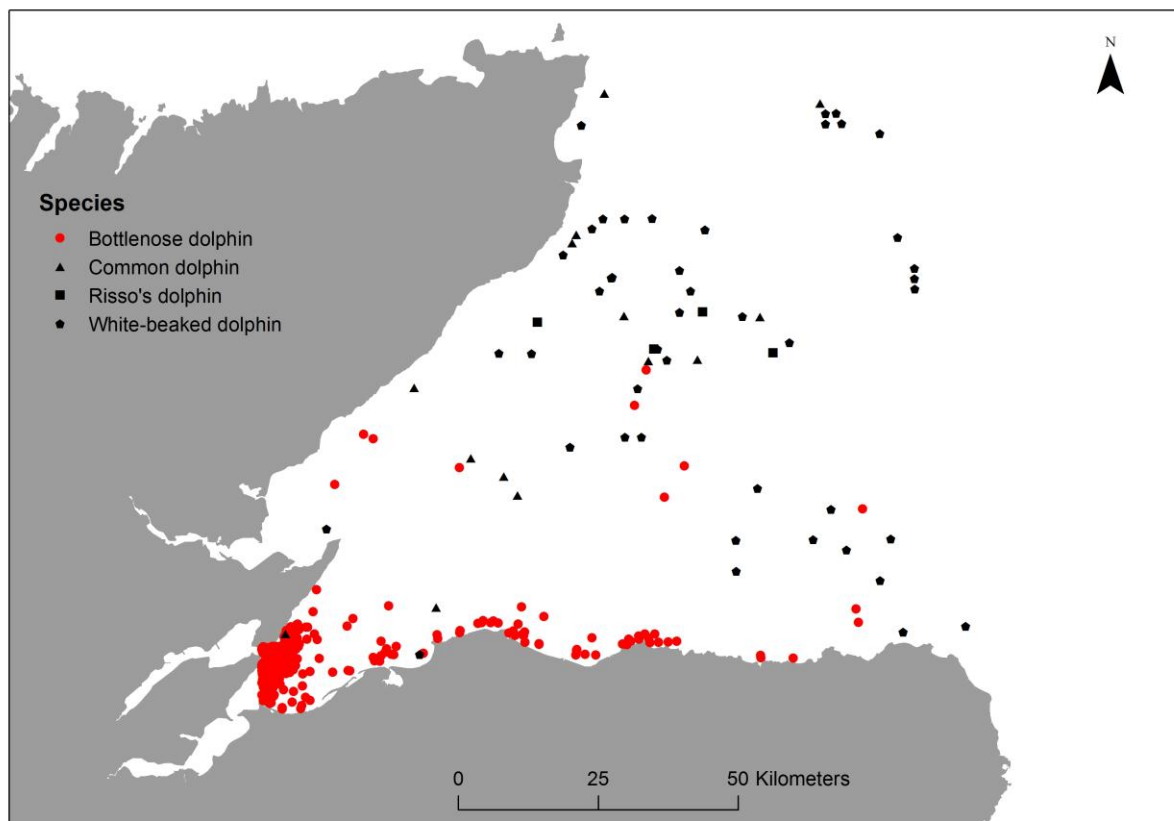 N
Species
Bottlenose dolphin
Common dolphin
Risso's dolphin
White-beaked dolphin
0 25 50 Kilometers